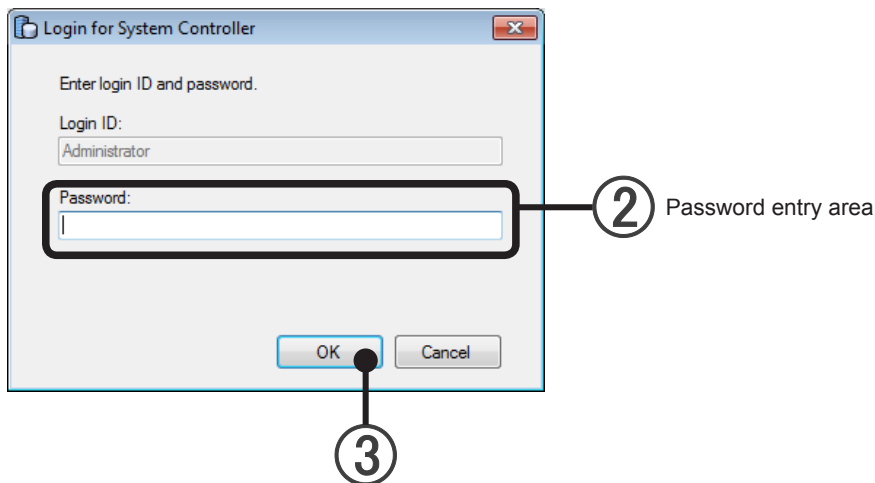 Login for System Controller
Enter login ID and password.
Login ID:
Administrator
Password:
2 Password entry area
OK
Cancel
3